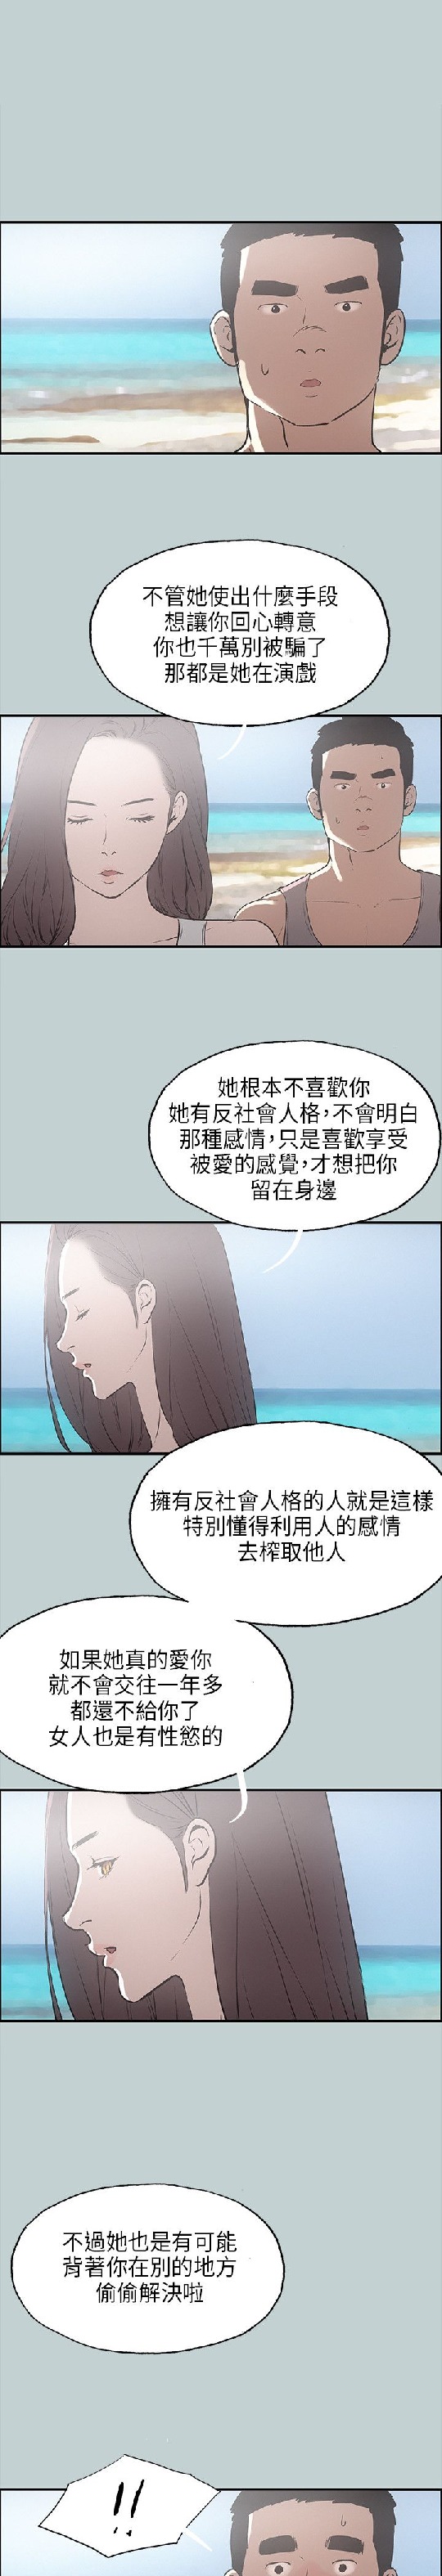 不管她使出什麼手段
想讓你回心轉意
你也千萬別被騙了
那都是她在演戲
她根本不喜歡你
她有反社會人格,不會明白
那種感情,只是喜歡享受
被愛的感覺,才想把你
留在身邊
擁有反社會人格的人就是這樣
特別懂得利用人的感情
去榨取他人
如果她真的愛你
就不會交往一年多
都還不給你了
女人也是有性慾的
不過她也是有可能
背著你在別的地方
偷偷解決啦
!!